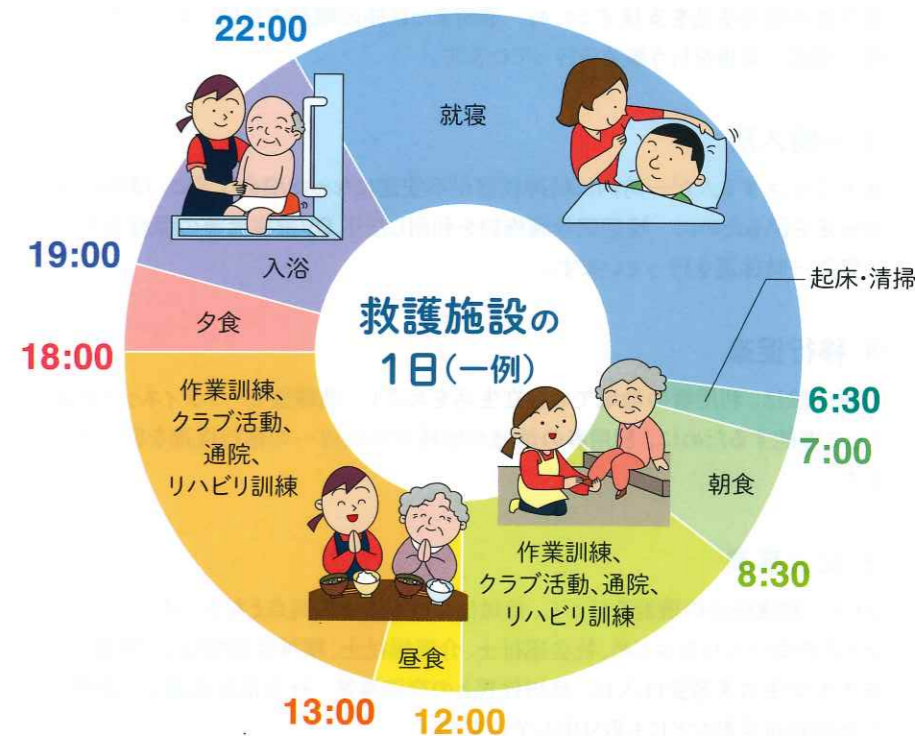 22:00
就寝
19:00
入浴
起床・清掃
夕食
救護施設の
1日(一例)
18:00
6:30
7:00
作業訓練、
クラブ活動、
通院、
リハビリ訓練
朝食
8:30
作業訓練、
クラブ活動、通院、
リハビリ訓練
昼食
13:00
12:00